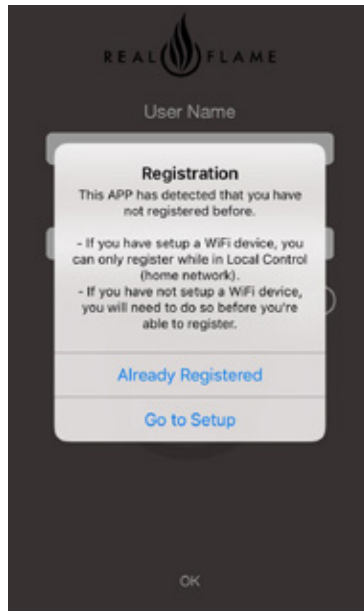 REAL FLAME
User Name
Registration
This APP has detected that you have
not registered before.
- If you have setup a WiFi device, you
can only register while in Local Control
(home network).
- If you have not setup a WiFi device,
you will need to do so before you're
able to register.
Already Registered
Go to Setup
OK